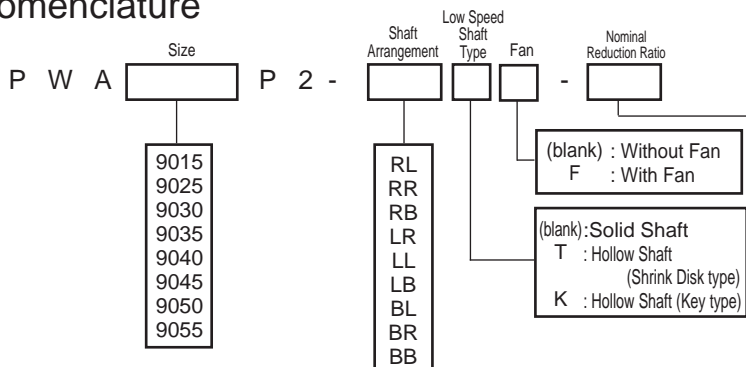 omenclature
Size
Shaft
Arrangement
Low Speed
Shaft
Type
Fan
Nominal
Reduction Ratio
P W A P 2 - -
9015
9025
9030
9035
9040
9045
9050
9055
RL
RR
RB
LR
LL
LB
BL
BR
BB
(blank) : Without Fan
F : With Fan
(blank):Solid Shaft
T : Hollow Shaft
(Shrink Disk type)
K : Hollow Shaft (Key type)